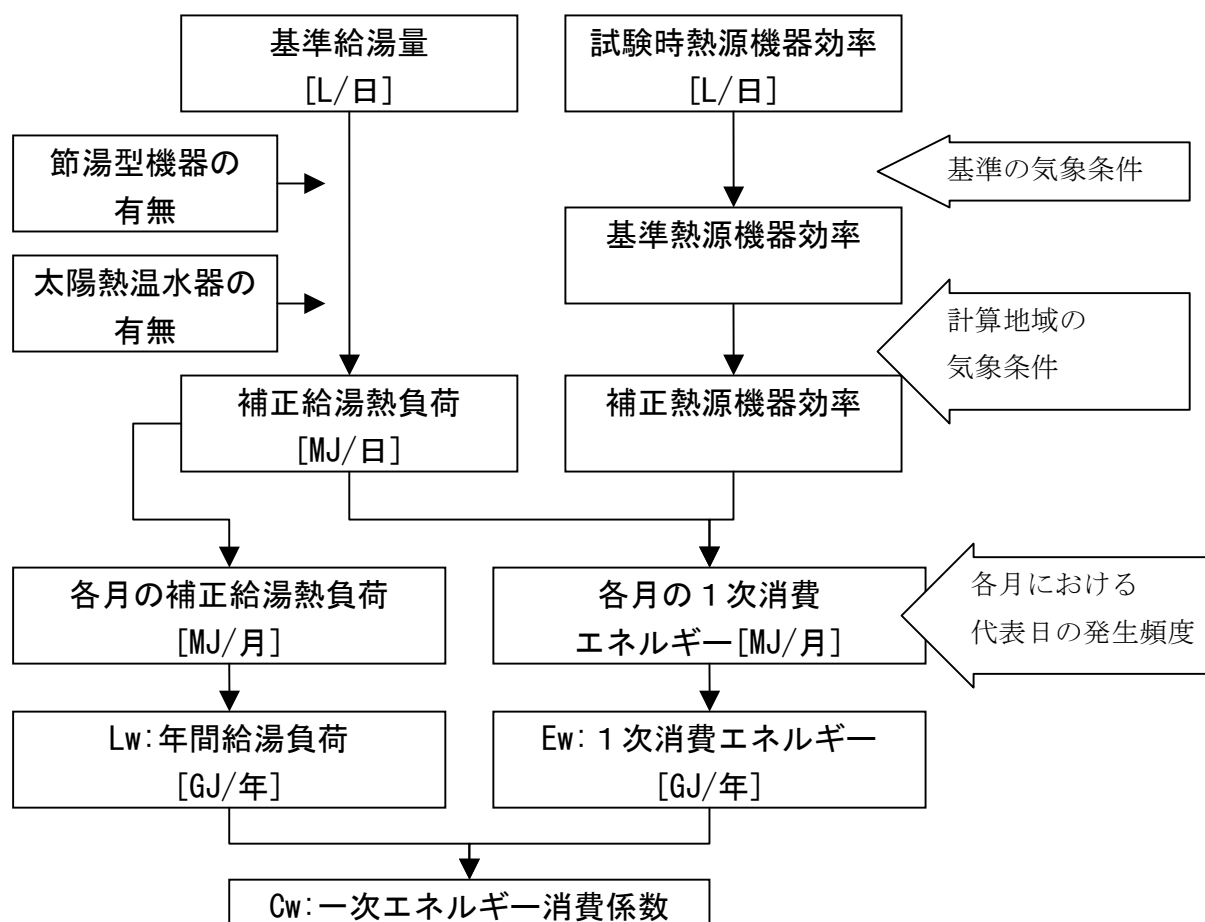 基準給湯量
[L/日]
試験時熱源機器効率
[L/日]
節湯型機器の
有無
基準の気象条件
基準熱源機器効率
太陽熱温水器の
有無
計算地域の
気象条件
補正給湯熱負荷
[MJ/日]
補正熱源機器効率
各月の補正給湯熱負荷
[MJ/月]
各月の１次消費
エネルギー[MJ/月]
各月における
代表日の発生頻度
Lw:年間給湯負荷
[GJ/年]
Ew:１次消費エネルギー
[GJ/年]
Cw:一次エネルギー消費係数